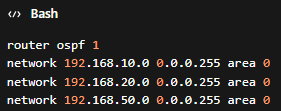 </> Bash
router ospf 1
network 192.168.10.0 0.0.0.255 area 0
network 192.168.20.0 0.0.0.255 area 0
network 192.168.50.0 0.0.0.255 area 0